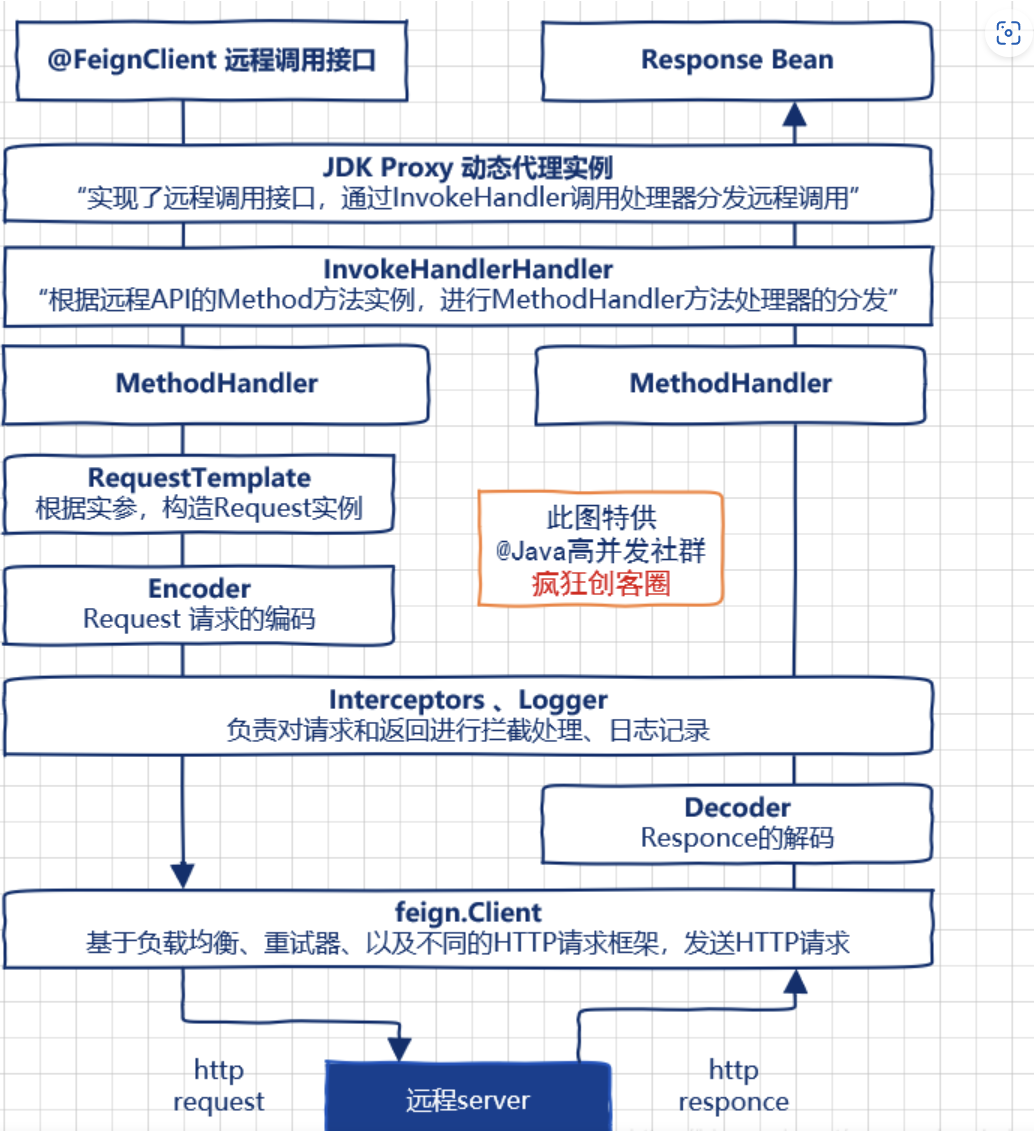 @FeignClient 远程调用接口
Response Bean
JDK Proxy 动态代理实例
“实现了远程调用接口，通过InvokeHandler调用处理器分发远程调用”
InvokeHandlerHandler
“根据远程API的Method方法实例，进行MethodHandler方法处理器的分发”
MethodHandler
MethodHandler
RequestTemplate
根据实参，构造Request实例
此图特供
@Java高并发社群
疯狂创客圈
Encoder
Request 请求的编码
Interceptors 、Logger
负责对请求和返回进行拦截处理、日志记录
Decoder
Responce的解码
feign.Client
基于负载均衡、重试器、以及不同的HTTP请求框架，发送HTTP请求
http
request
远程server
http
responce